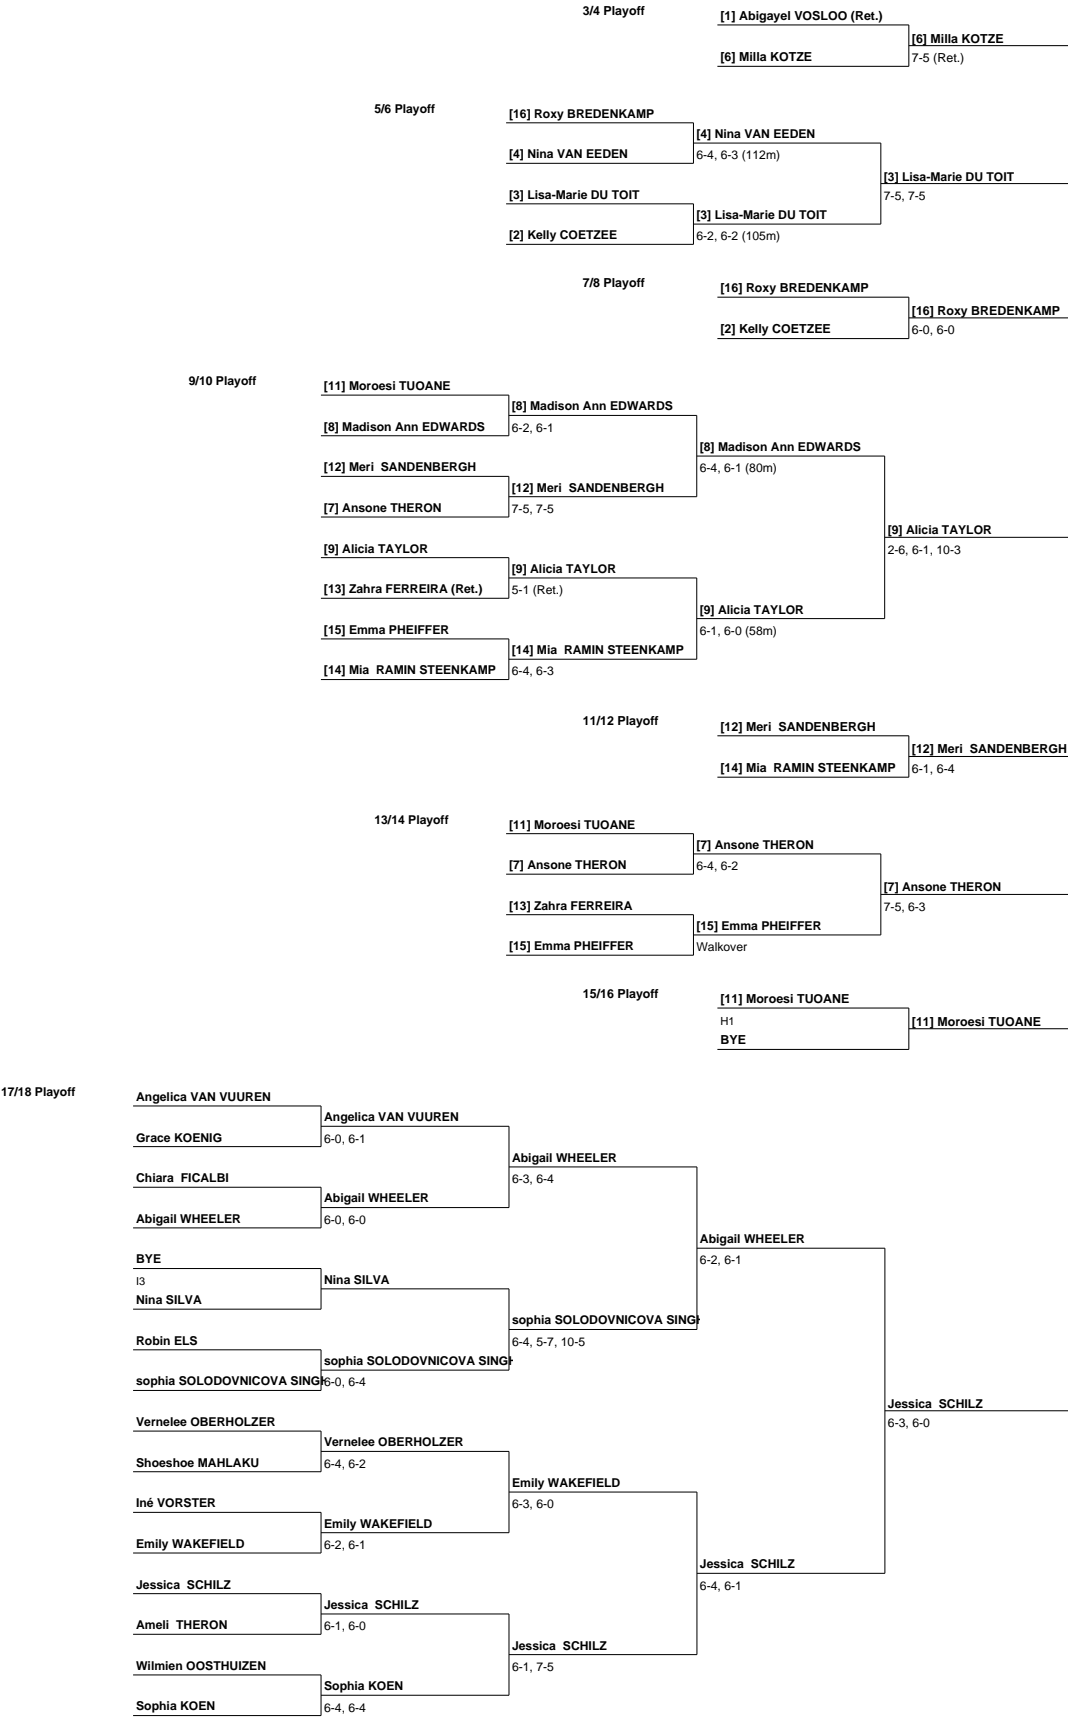 3/4 Playoff
[1] Abigayel VOSLOO (Ret.)
[6] Milla KOTZE
[6] Milla KOTZE
7-5 (Ret.)
5/6 Playoff
[16] Roxy BREDENKAMP
[4] Nina VAN EEDEN
[4] Nina VAN EEDEN
6-4, 6-3 (112m)
[3] Lisa-Marie DU TOIT
7-5, 7-5
[3] Lisa-Marie DU TOIT
[3] Lisa-Marie DU TOIT
[2] Kelly COETZEE
6-2, 6-2 (105m)
7/8 Playoff
[16] Roxy BREDENKAMP
[16] Roxy BREDENKAMP
[2] Kelly COETZEE
6-0, 6-0
9/10 Playoff
[11] Moroesi TUOANE
[8] Madison Ann EDWARDS
[8] Madison Ann EDWARDS
6-2, 6-1
[8] Madison Ann EDWARDS
6-4, 6-1 (80m)
[12] Meri  SANDENBERGH
[12] Meri  SANDENBERGH
[7] Ansone THERON
7-5, 7-5
[9] Alicia TAYLOR
2-6, 6-1, 10-3
[9] Alicia TAYLOR
[9] Alicia TAYLOR
[13] Zahra FERREIRA (Ret.)
5-1 (Ret.)
[9] Alicia TAYLOR
6-1, 6-0 (58m)
[15] Emma PHEIFFER
[14] Mia  RAMIN STEENKAMP
[14] Mia  RAMIN STEENKAMP
6-4, 6-3
11/12 Playoff
[12] Meri  SANDENBERGH
[12] Meri  SANDENBERGH
[14] Mia  RAMIN STEENKAMP
6-1, 6-4
13/14 Playoff
[11] Moroesi TUOANE
[7] Ansone THERON
[7] Ansone THERON
6-4, 6-2
[7] Ansone THERON
7-5, 6-3
[13] Zahra FERREIRA
[15] Emma PHEIFFER
[15] Emma PHEIFFER
Walkover
15/16 Playoff
[11] Moroesi TUOANE
H1
[11] Moroesi TUOANE
BYE
17/18 Playoff
Angelica VAN VUUREN
Angelica VAN VUUREN
Grace KOENIG
6-0, 6-1
Abigail WHEELER
6-3, 6-4
Chiara  FICALBI
Abigail WHEELER
Abigail WHEELER
6-0, 6-0
Abigail WHEELER
6-2, 6-1
BYE
I3
Nina SILVA
Nina SILVA
sophia SOLODOVNICOVA SINGH
6-4, 5-7, 10-5
Robin ELS
sophia SOLODOVNICOVA SINGH
sophia SOLODOVNICOVA SINGH
6-0, 6-4
Jessica  SCHILZ
6-3, 6-0
Vernelee OBERHOLZER
Vernelee OBERHOLZER
Shoeshoe MAHLAKU
6-4, 6-2
Emily WAKEFIELD
6-3, 6-0
Iné VORSTER
Emily WAKEFIELD
Emily WAKEFIELD
6-2, 6-1
Jessica  SCHILZ
6-4, 6-1
Jessica  SCHILZ
Jessica  SCHILZ
Ameli  THERON
6-1, 6-0
Jessica  SCHILZ
6-1, 7-5
Wilmien OOSTHUIZEN
Sophia KOEN
Sophia KOEN
6-4, 6-4